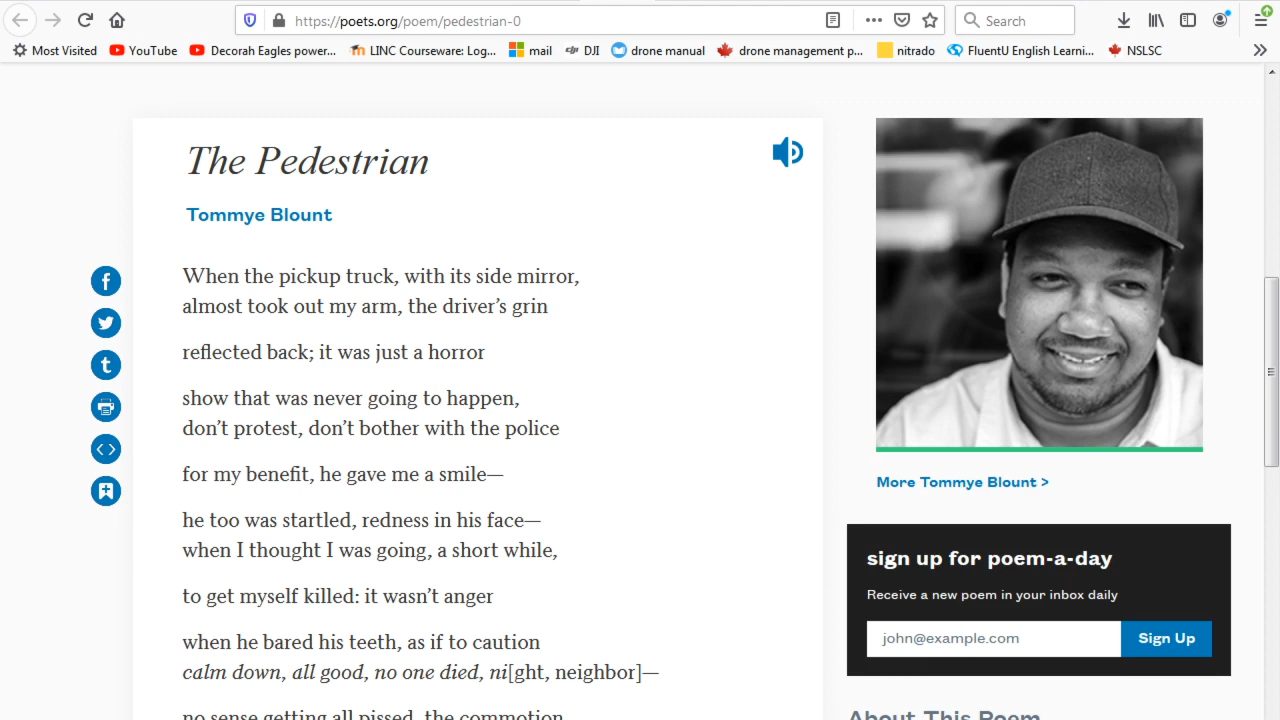 https://poets.org/poem/pedestrian-0
Search
Most Visited
YouTube
Decorah Eagles power...
LINC Courseware: Log...
mail
DJI
drone manual
drone management p...
nitrado
FluentU English Learni...
NSLSC
The Pedestrian
Tommye Blount
When the pickup truck, with its side mirror,
almost took out my arm, the driver’s grin
reflected back; it was just a horror
show that was never going to happen,
don’t protest, don’t bother with the police
for my benefit, he gave me a smile—
he too was startled, redness in his face—
when I thought I was going, a short while,
to get myself killed: it wasn’t anger
when he bared his teeth, as if to caution
calm down, all good, no one died, ni[ght, neighbor]—
no sense getting all pissed, the commotion
More Tommye Blount >
sign up for poem-a-day
Receive a new poem in your inbox daily
john@example.com
Sign Up
About This Poem